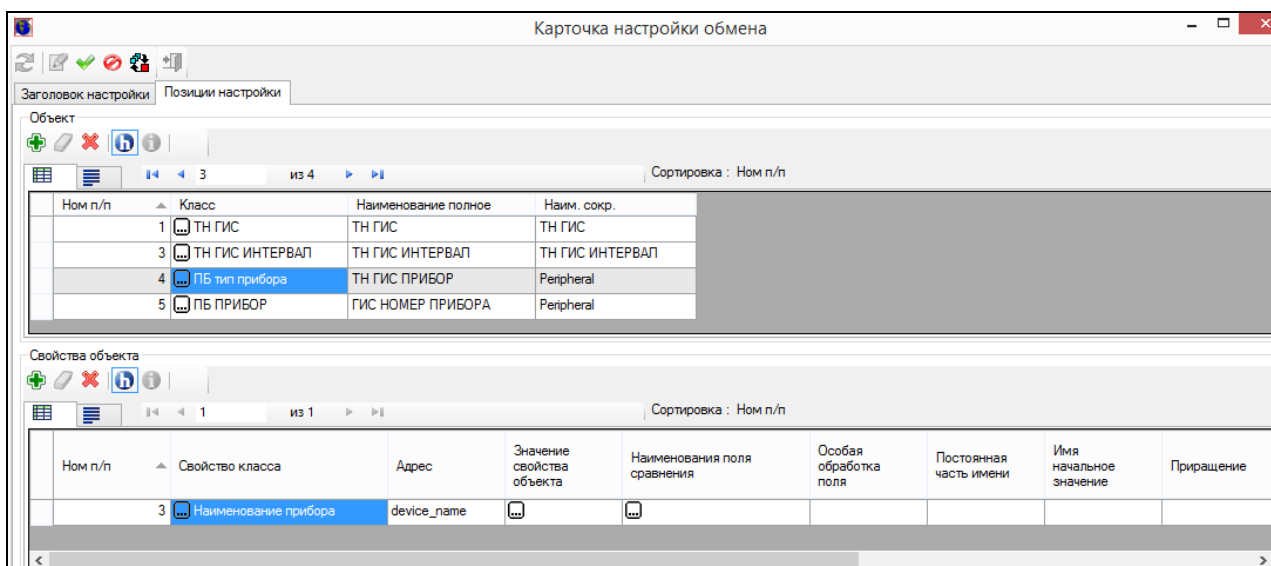 Карточка настройки обмена
Заголовок настройки Позиции настройки
Объект
3 из 4 Сортировка : Ном п/п
Ном п/п Класс Наименование полное Наим. сокр.
1 ... ТН ГИС ТН ГИС ТН ГИС
3 ... ТН ГИС ИНТЕРВАЛ ТН ГИС ИНТЕРВАЛ ТН ГИС ИНТЕРВАЛ
4 ... ПБ тип прибора ТН ГИС ПРИБОР Peripheral
5 ... ПБ ПРИБОР ГИС НОМЕР ПРИБОРА Peripheral
Свойства объекта
1 из 1 Сортировка : Ном п/п
Ном п/п Свойство класса Адрес Значение свойства объекта Наименования поля сравнения Особая обработка поля Постоянная часть имени Имя начальное значение Приращение
3 ... Наименование прибора device_name ... ...